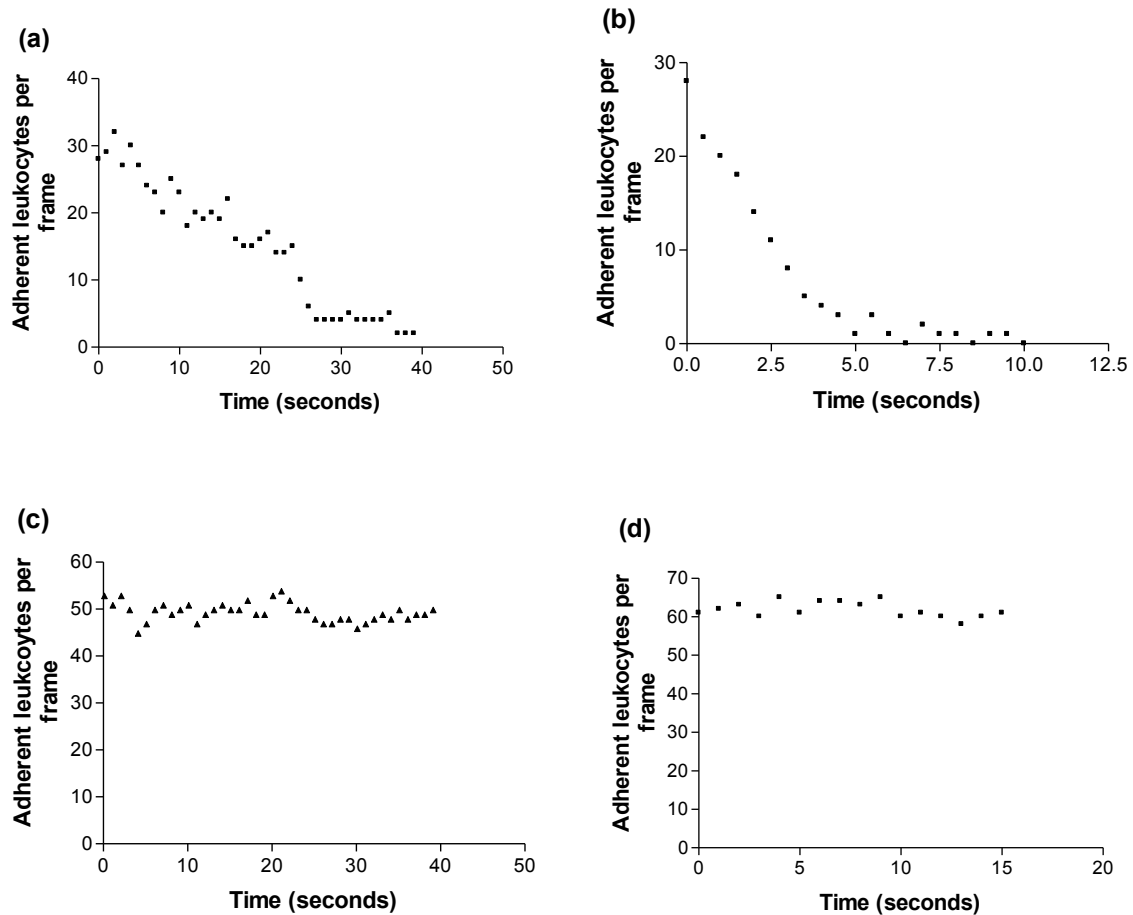 (a)
Adherent leukocytes per
frame
40
30
20
10
0
0 10 20 30 40 50
Time (seconds)
(b)
Adherent leukocytes per
frame
30
20
10
0
0.0 2.5 5.0 7.5 10.0 12.5
Time (seconds)
(c)
Adherent leukcoytes per
frame
60
50
40
30
20
10
0
0 10 20 30 40 50
Time (seconds)
(d)
Adherent leukocytes per
frame
70
60
50
40
30
20
10
0
0 5 10 15 20
Time (seconds)